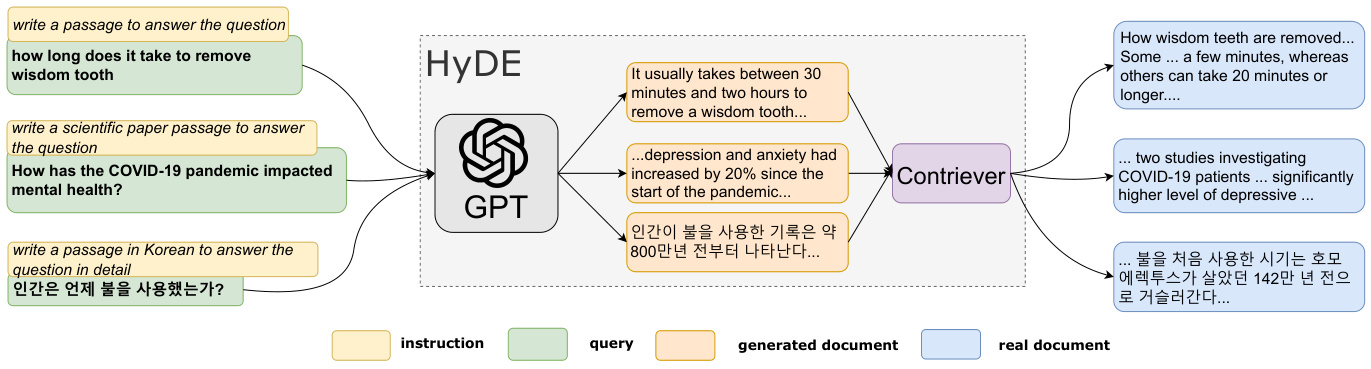 write a passage to answer the question
how long does it take to remove
wisdom tooth
write a scientific paper passage to answer
the question
How has the COVID-19 pandemic impacted
mental health?
write a passage in Korean to answer the
question in detail
인간은 언제 불을 사용했는가?
HyDE
GPT
It usually takes between 30
minutes and two hours to
remove a wisdom tooth...
...depression and anxiety had
increased by 20% since the
start of the pandemic...
인간이 불을 사용한 기록은 약
800만년 전부터 나타난다...
Contriever
How wisdom teeth are removed...
Some ... a few minutes, whereas
others can take 20 minutes or
longer....
... two studies investigating
COVID-19 patients ... significantly
higher level of depressive ...
... 불을 처음 사용한 시기는 호모
에렉투스가 살았던 142만 년 전으
로 거슬러간다...
instruction
query
generated document
real document